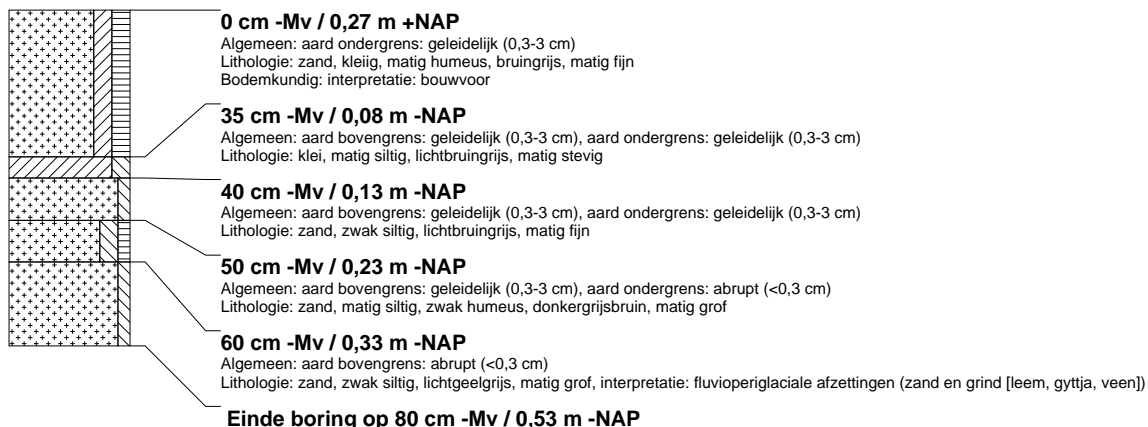 0 cm -Mv / 0,27 m +NAP
Algemeen: aard ondergrens: geleidelijk (0,3-3 cm)
Lithologie: zand, kleiig, matig humeus, bruingrijs, matig fijn
Bodemkundig: interpretatie: bouwvoor
35 cm -Mv / 0,08 m -NAP
Algemeen: aard bovengrens: geleidelijk (0,3-3 cm), aard ondergrens: geleidelijk (0,3-3 cm)
Lithologie: klei, matig siltig, lichtbruingrijs, matig stevig
40 cm -Mv / 0,13 m -NAP
Algemeen: aard bovengrens: geleidelijk (0,3-3 cm), aard ondergrens: geleidelijk (0,3-3 cm)
Lithologie: zand, zwak siltig, lichtbruingrijs, matig fijn
50 cm -Mv / 0,23 m -NAP
Algemeen: aard bovengrens: geleidelijk (0,3-3 cm), aard ondergrens: abrupt (<0,3 cm)
Lithologie: zand, matig siltig, zwak humeus, donkergrijsbruin, matig grof
60 cm -Mv / 0,33 m -NAP
Algemeen: aard bovengrens: abrupt (<0,3 cm)
Lithologie: zand, zwak siltig, lichtgeelgrijs, matig grof, interpretatie: fluvioperiglaciale afzettingen (zand en grind [leem, gyttja, veen])
Einde boring op 80 cm -Mv / 0,53 m -NAP